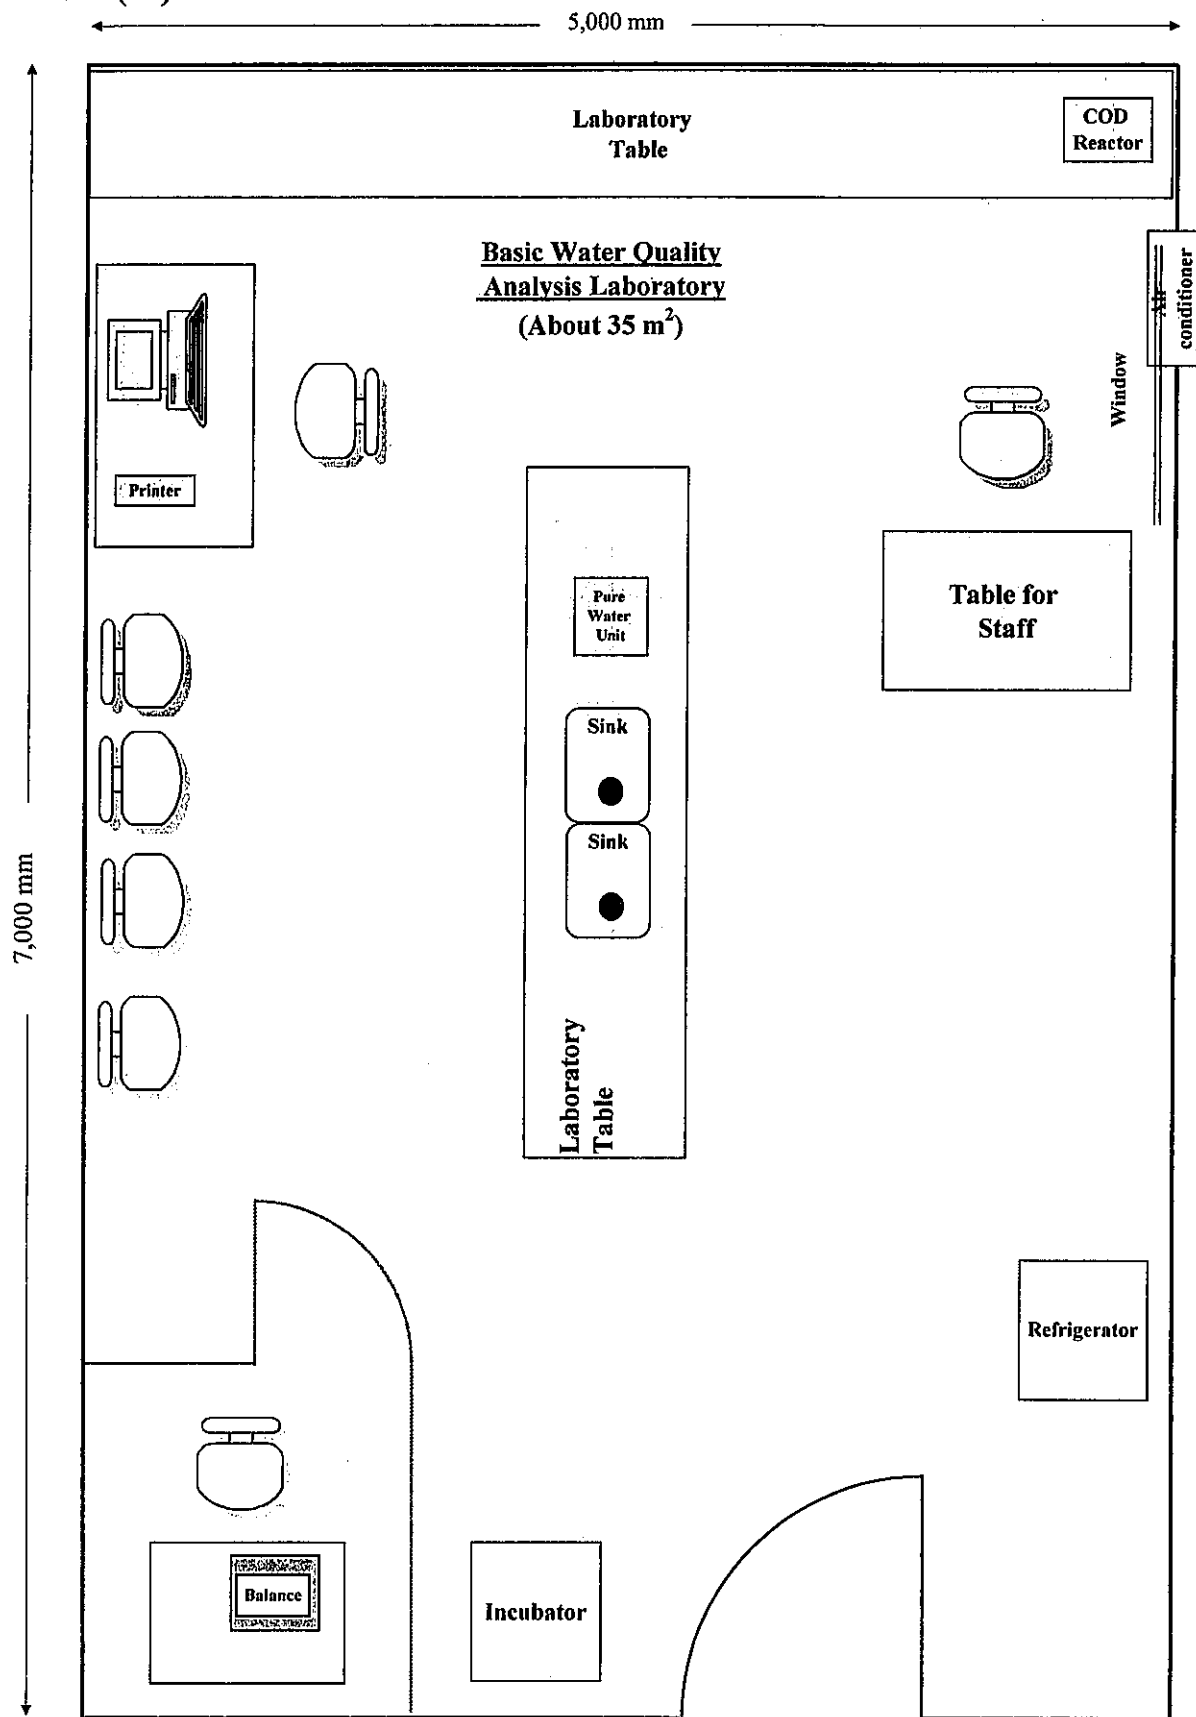 5,000 mm
Laboratory
Table
COD
Reactor
Basic Water Quality
Analysis Laboratory
(About 35 m²)
Air
conditioner
Window
Printer
Pure
Water
Unit
Table for
Staff
Sink
Sink
7,000 mm
Laboratory
Table
Refrigerator
Balance
Incubator